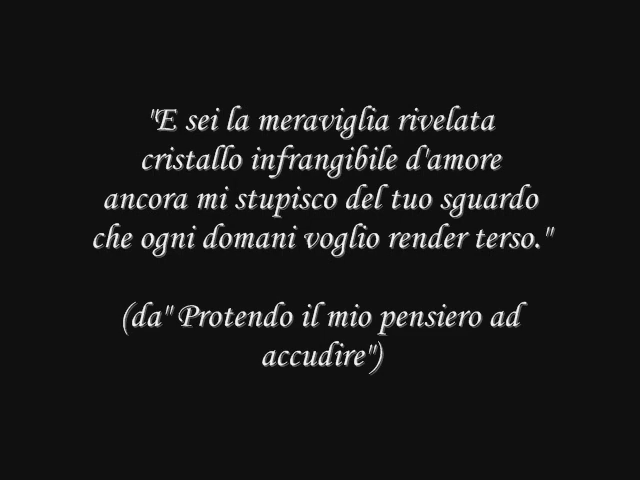 "E sei la meraviglia rivelata
cristallo infrangibile d'amore
ancora mi stupisco del tuo sguardo
che ogni domani voglio render terso."
(da" Protendo il mio pensiero ad
accudire")